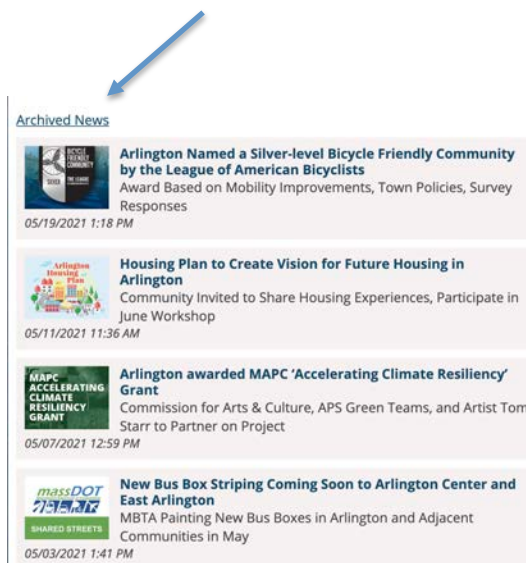 Archived News
BICYCLE
FRIENDLY
COMMUNITY
SILVER
THE LEAGUE
Arlington Named a Silver-level Bicycle Friendly Community
by the League of American Bicyclists
Award Based on Mobility Improvements, Town Policies, Survey
Responses
05/19/2021 1:18 PM
Arlington
Housing
Plan
Housing Plan to Create Vision for Future Housing in
Arlington
Community Invited to Share Housing Experiences, Participate in
June Workshop
05/11/2021 11:36 AM
MAPC
ACCELERATING
CLIMATE
RESILIENCY
GRANT
Arlington awarded MAPC ‘Accelerating Climate Resiliency’
Grant
Commission for Arts & Culture, APS Green Teams, and Artist Tom
Starr to Partner on Project
05/07/2021 12:59 PM
massDOT
SHARED STREETS
New Bus Box Striping Coming Soon to Arlington Center and
East Arlington
MBTA Painting New Bus Boxes in Arlington and Adjacent
Communities in May
05/03/2021 1:41 PM